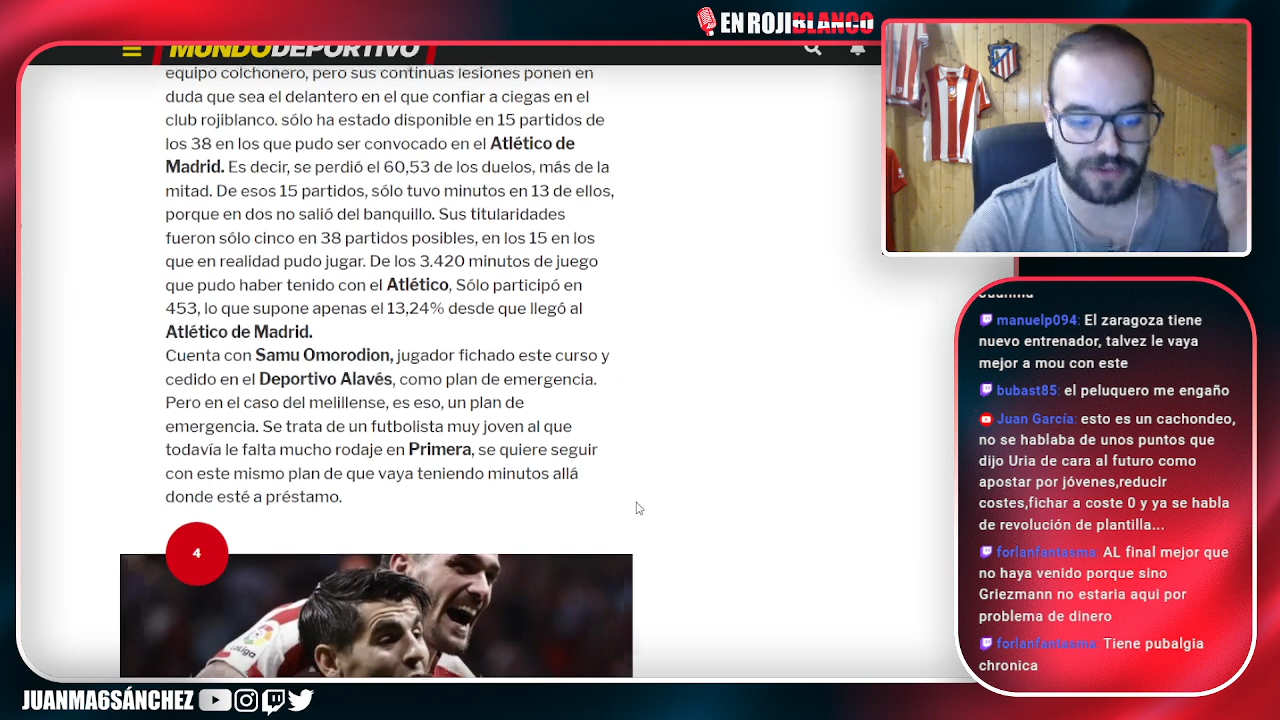 EN ROJIBLANCO
MUNDODEPORTIVO
equipo colchonero, pero sus continuas lesiones ponen en
duda que sea el delantero en el que confiar a ciegas en el
club rojiblanco. sólo ha estado disponible en 15 partidos de
los 38 en los que pudo ser convocado en el Atlético de
Madrid. Es decir, se perdió el 60,53 de los duelos, más de la
mitad. De esos 15 partidos, sólo tuvo minutos en 13 de ellos,
porque en dos no salió del banquillo. Sus titularidades
fueron sólo cinco en 38 partidos posibles, en los 15 en los
que en realidad pudo jugar. De los 3.420 minutos de juego
que pudo haber tenido con el Atlético, Sólo participó en
453, lo que supone apenas el 13,24% desde que llegó al
Atlético de Madrid.
Cuenta con Samu Omorodion, jugador fichado este curso y
cedido en el Deportivo Alavés, como plan de emergencia.
Pero en el caso del melillense, es eso, un plan de
emergencia. Se trata de un futbolista muy joven al que
todavía le falta mucho rodaje en Primera, se quiere seguir
con este mismo plan de que vaya teniendo minutos allá
donde esté a préstamo.
4
LaLiga
Juanma
manuelp094: El zaragoza tiene
nuevo entrenador, talvez le vaya
mejor a mou con este
bubast85: el peluquero me engaño
Juan García: esto es un cachondeo,
no se hablaba de unos puntos que
dijo Uria de cara al futuro como
apostar por jóvenes,reducir
costes,fichar a coste 0 y ya se habla
de revolución de plantilla...
forlanfantasma: AL final mejor que
no haya venido porque sino
Griezmann no estaria aqui por
problema de dinero
forlanfantasma: Tiene pubalgia
chronica
JUANMA6SÁNCHEZ